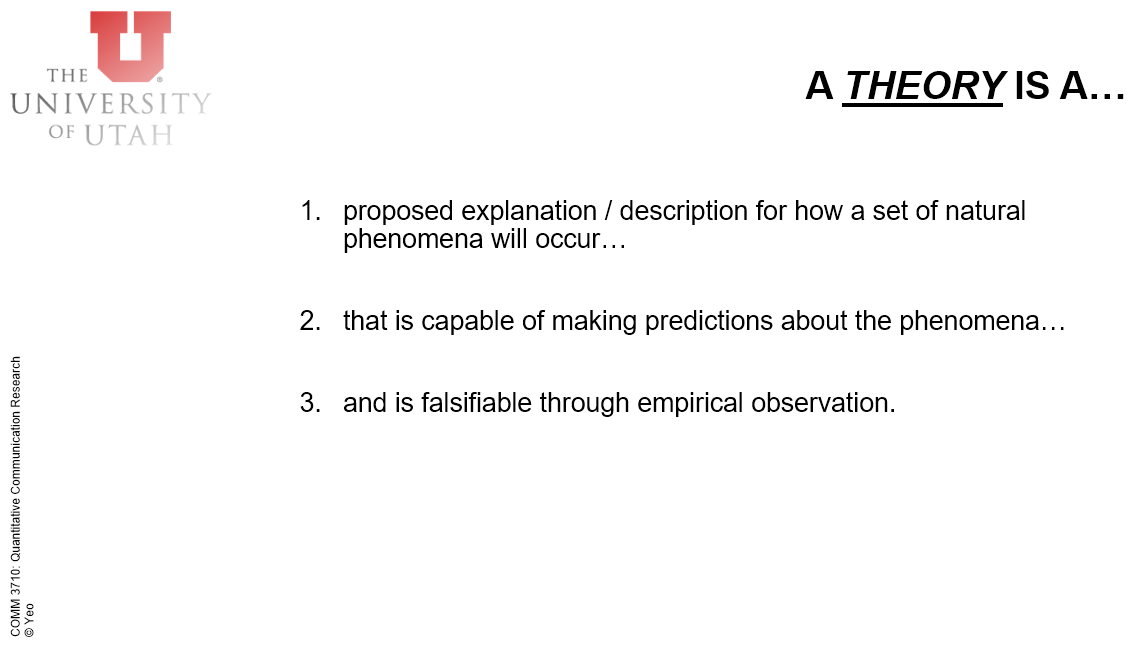 THE
UNIVERSITY
OF UTAH
A THEORY IS A…
1. proposed explanation / description for how a set of natural
phenomena will occur…
2. that is capable of making predictions about the phenomena…
3. and is falsifiable through empirical observation.
COMM 3710: Quantitative Communication Research
© Yeo